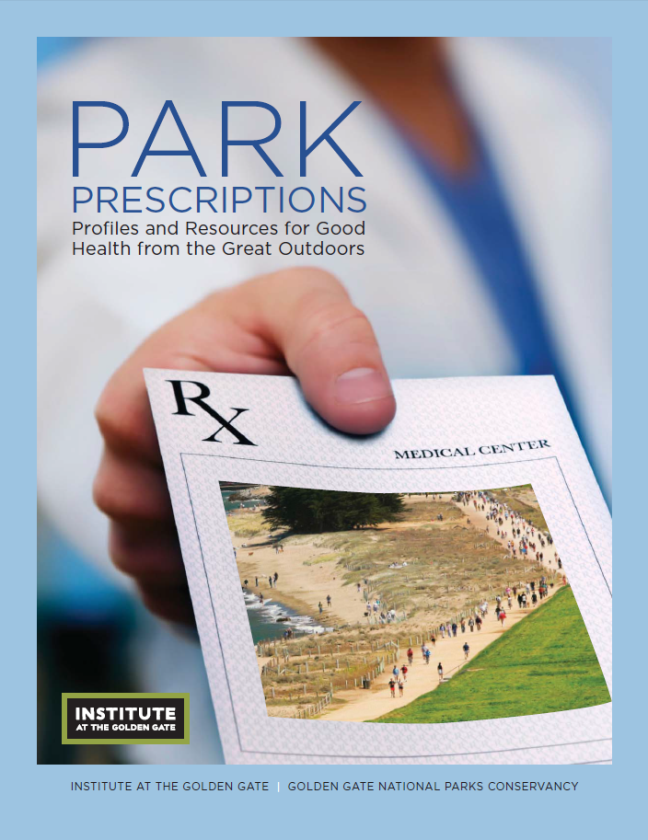 PARK
PRESCRIPTIONS
Profiles and Resources for Good
Health from the Great Outdoors
Rx
MEDICAL CENTER
INSTITUTE
AT THE GOLDEN GATE
INSTITUTE AT THE GOLDEN GATE | GOLDEN GATE NATIONAL PARKS CONSERVANCY